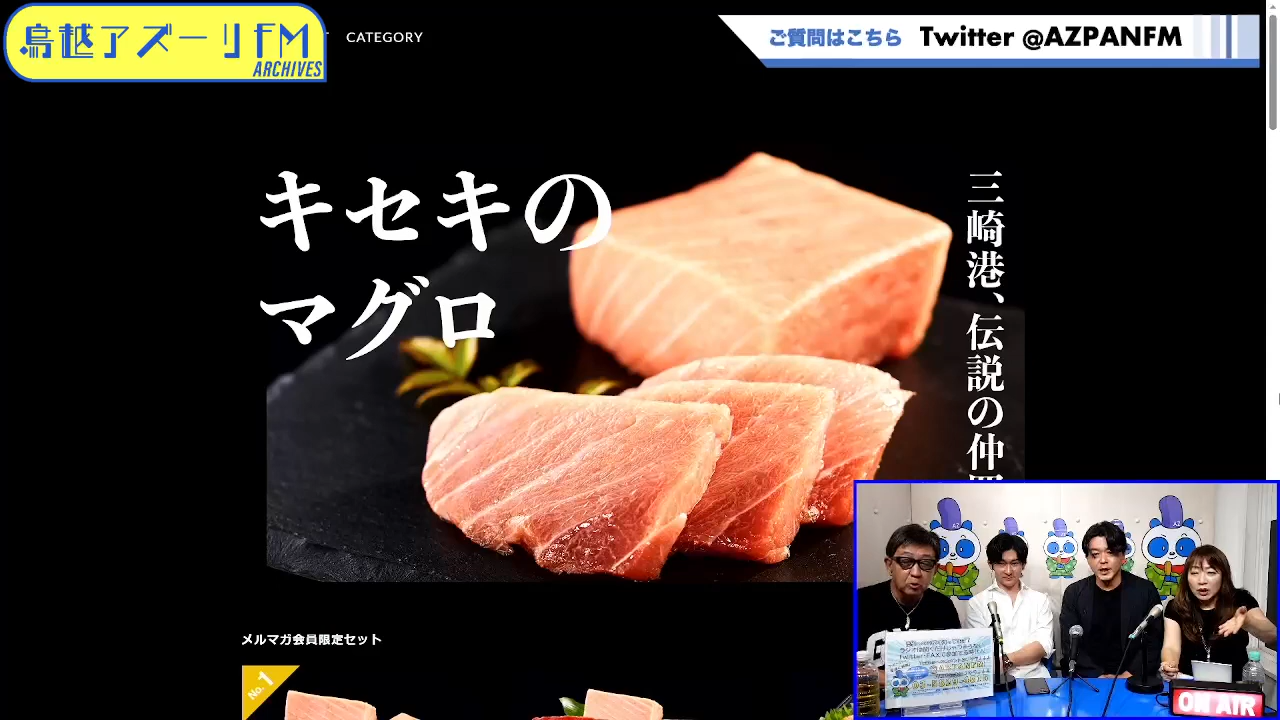 鳥越アズーリFM
ARCHIVES
CATEGORY
ご質問はこちら Twitter @AZPANFM
キセキの
マグロ
三崎港、伝説の仲
メルマガ会員限定セット
No.1
ON AIR